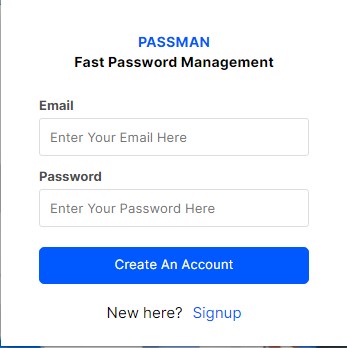 PASSMAN
Fast Password Management
Email
Enter Your Email Here
Password
Enter Your Password Here
Create An Account
New here? Signup